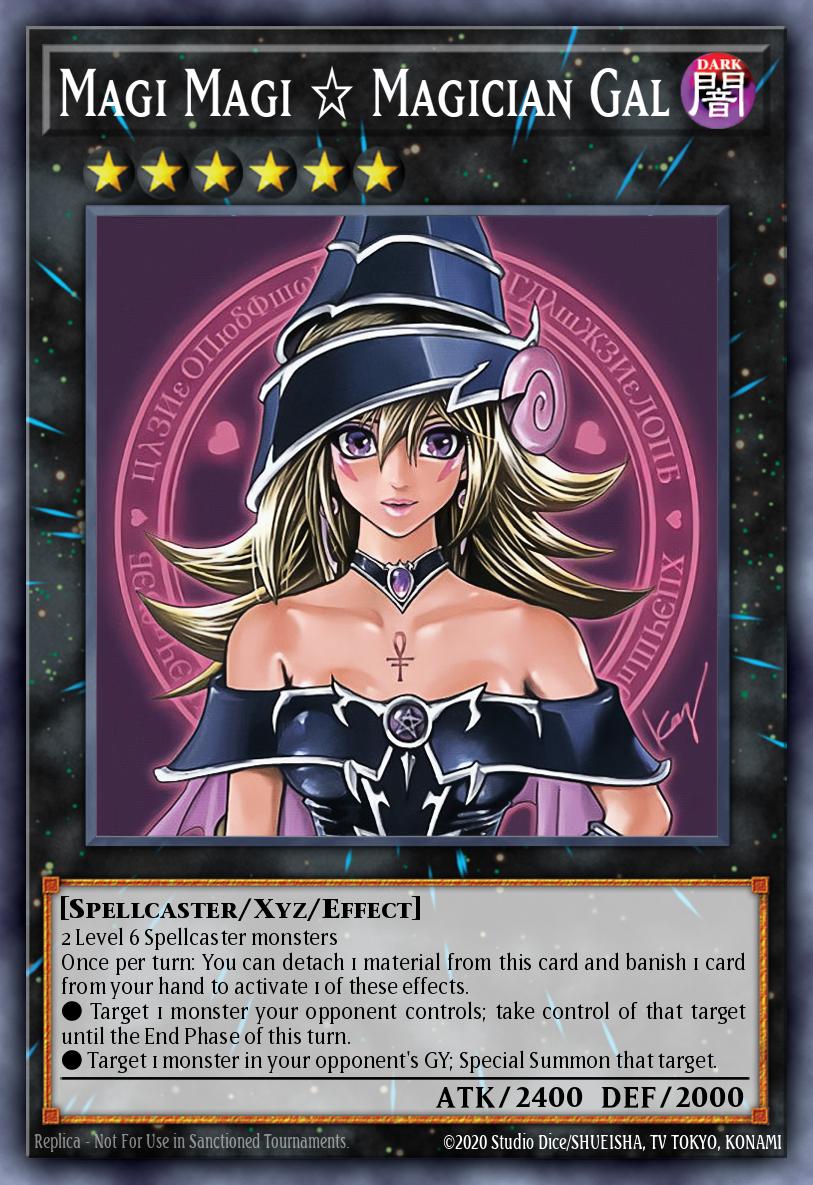 Magi Magi ☆ Magician Gal
DARK
闇
[Spellcaster/Xyz/Effect]
2 Level 6 Spellcaster monsters
Once per turn: You can detach 1 material from this card and banish 1 card
from your hand to activate 1 of these effects.
● Target 1 monster your opponent controls; take control of that target
until the End Phase of this turn.
● Target 1 monster in your opponent's GY; Special Summon that target.
ATK/2400 DEF/2000
Replica - Not For Use in Sanctioned Tournaments.
©2020 Studio Dice/SHUEISHA, TV TOKYO, KONAMI